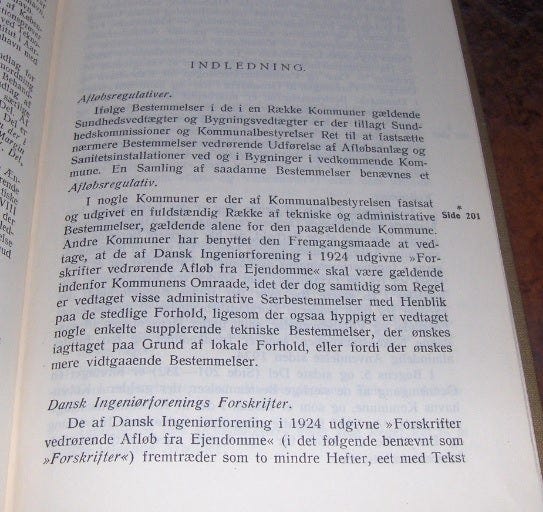 INDLEDNING.
Afløbsregulativer.
Ifølge Bestemmelser i de i en Række Kommuner gældende
Sundhedsvedtægter og Bygningsvedtægter er der tillagt Sund-
hedskommissioner og Kommunalbestyrelser Ret til at fastsætte
nærmere Bestemmelser vedrørende Udførelse af Afløbsanlæg og
Sanitetsinstallationer ved og i Bygninger i vedkommende Kom-
mune. En Samling af saadanne Bestemmelser benævnes et
Afløbsregulativ.
I nogle Kommuner er der af Kommunalbestyrelsen fastsat
og udgivet en fuldstændig Række af tekniske og administrative
Bestemmelser, gældende alene for den paagældende Kommune.
Andre Kommuner har benyttet den Fremgangsmaade at ved-
tage, at de af Dansk Ingeniørforening i 1924 udgivne »For-
skrifter vedrørende Afløb fra Ejendomme« skal være gældende
indenfor Kommunens Omraade, idet der dog samtidig som Regel
er vedtaget visse administrative Særbestemmelser med Henblik
paa de stedlige Forhold, ligesom der ogsaa hyppigt er vedtaget
nogle enkelte supplerende tekniske Bestemmelser, der ønskes
iagttaget paa Grund af lokale Forhold, eller fordi der ønskes
mere vidtgaaende Bestemmelser.
*
Side 201
Dansk Ingeniørforenings Forskrifter.
De af Dansk Ingeniørforening i 1924 udgivne »Forskrifter
vedrørende Afløb fra Ejendomme« (i det følgende benævnt som
»Forskrifter«) fremtræder som to mindre Hefter, eet med Tekst